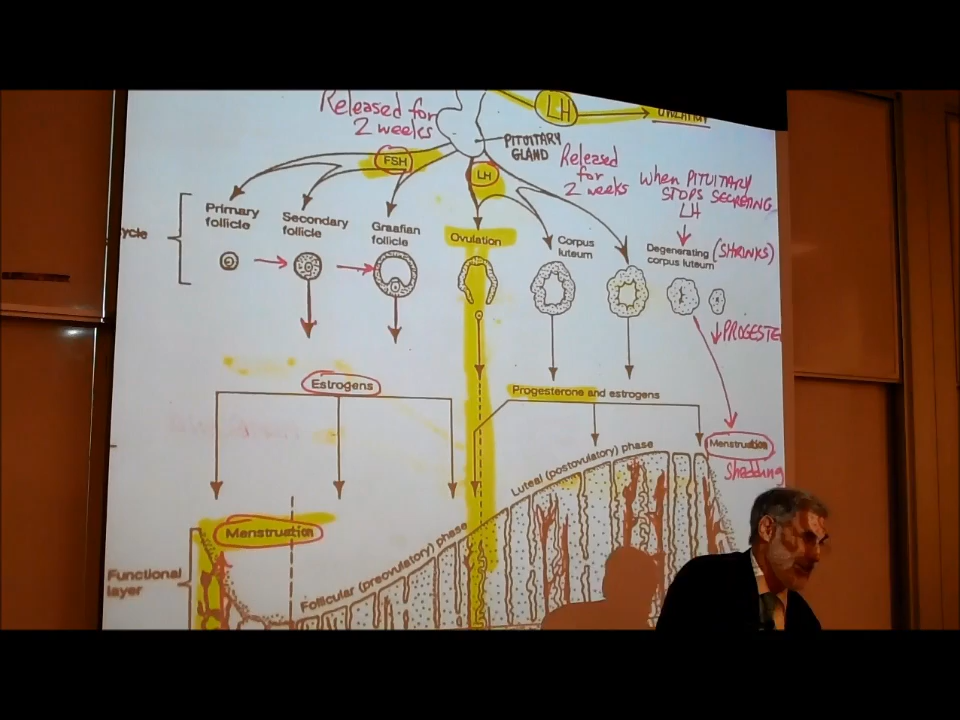 Released for
2 weeks
LH
PITUITARY
GLAND
FSH
LH
Released
for
2 weeks
When PITUITARY
STOPS SECRETING
LH
ycle
Primary
follicle
Secondary
follicle
Graafian
follicle
Ovulation
Corpus
luteum
Degenerating
corpus luteum
(SHRINKS)
↓PROGESTE
Estrogens
Progesterone and estrogens
Menstruation
Shedding
Luteal (postovulatory) phase
Menstruation
Follicular (preovulatory) phase
Functional
layer